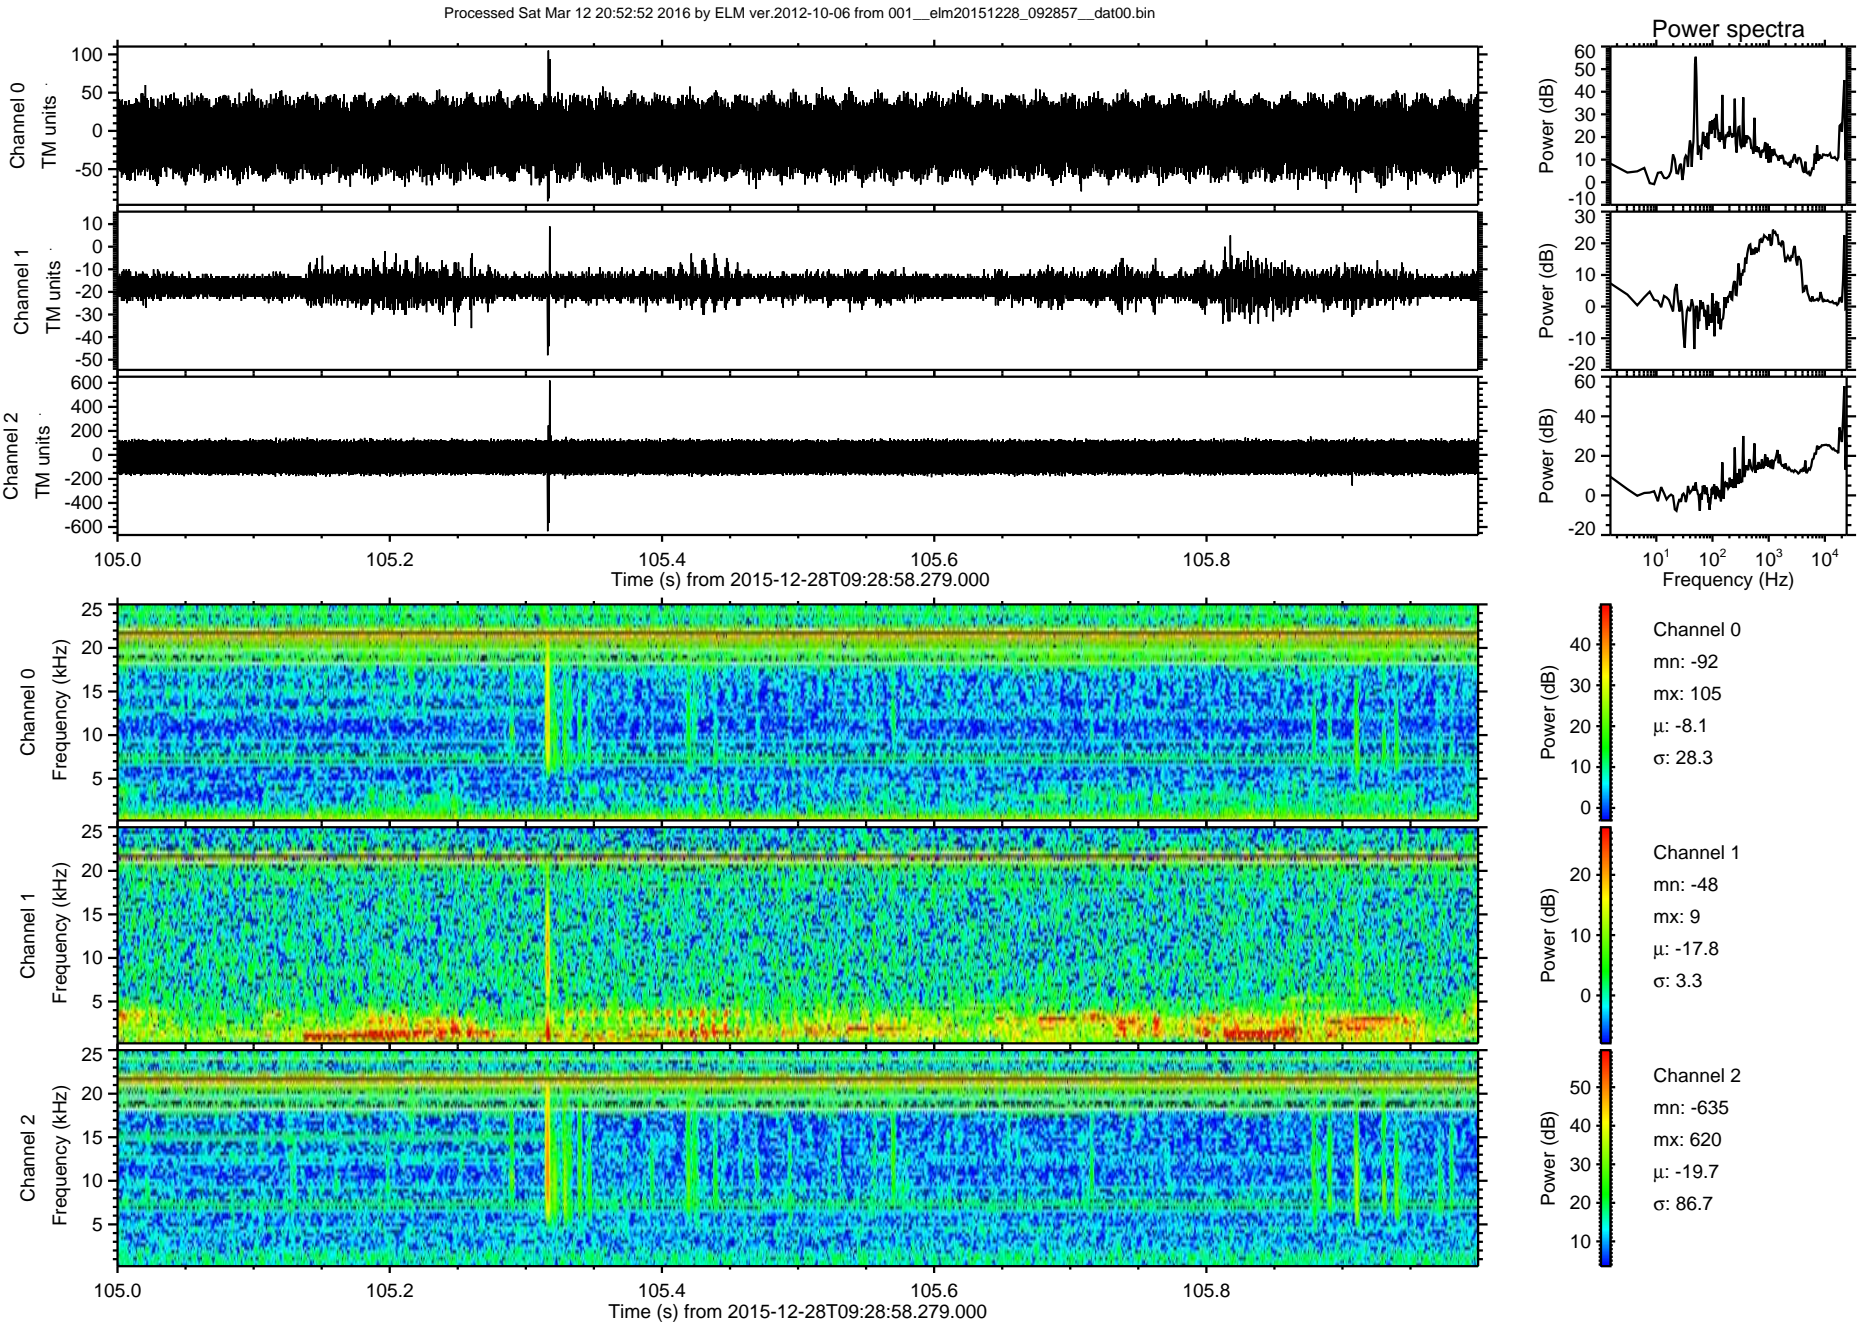 Processed Sat Mar 12 20:52:52 2016 by ELM ver.2012-10-06 from 001__elm20151228_092857__dat00.bin
Power spectra
Channel 0
TM units
100
50
0
-50
Power (dB)
60
50
40
30
20
10
0
-10
Channel 1
TM units
10
0
-10
-20
-30
-40
-50
Power (dB)
30
20
10
0
-10
-20
Channel 2
TM units
600
400
200
0
-200
-400
-600
Power (dB)
60
40
20
0
-20
105.0 105.2 105.4 105.6 105.8
Time (s) from 2015-12-28T09:28:58.279.000
10^1 10^2 10^3 10^4
Frequency (Hz)
Channel 0
Frequency (kHz)
25
20
15
10
5
Power (dB)
40
30
20
10
0
Channel 0
mn: -92
mx: 105
μ: -8.1
σ: 28.3
Channel 1
Frequency (kHz)
25
20
15
10
5
Power (dB)
20
10
0
Channel 1
mn: -48
mx: 9
μ: -17.8
σ: 3.3
Channel 2
Frequency (kHz)
25
20
15
10
5
Power (dB)
50
40
30
20
10
Channel 2
mn: -635
mx: 620
μ: -19.7
σ: 86.7
105.0 105.2 105.4 105.6 105.8
Time (s) from 2015-12-28T09:28:58.279.000